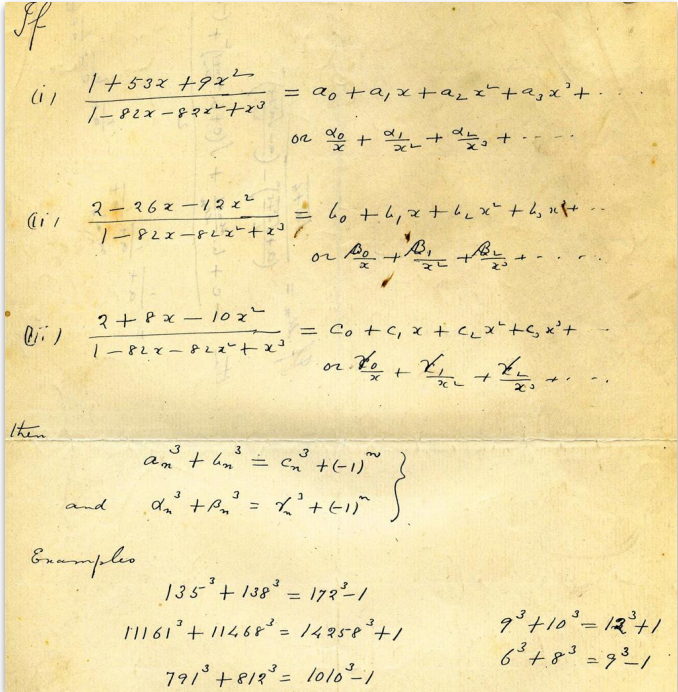 If
(i) (1 + 53x + 9x²)/(1 − 82x − 82x² + x³) = a₀ + a₁x + a₂x² + a₃x³ + ....
or α₀/x + α₁/x² + α₂/x³ + ....
(ii) (2 − 26x − 12x²)/(1 − 82x − 82x² + x³) = b₀ + b₁x + b₂x² + b₃x³ + ...
or β₀/x + β₁/x² + β₂/x³ + ....
(iii) (2 + 8x − 10x²)/(1 − 82x − 82x² + x³) = c₀ + c₁x + c₂x² + c₃x³ + ...
or γ₀/x + γ₁/x² + γ₂/x³ + ....
then
aₙ³ + bₙ³ = cₙ³ + (−1)ⁿ }
and αₙ³ + βₙ³ = γₙ³ + (−1)ⁿ
Examples
135³ + 138³ = 172³ − 1
11161³ + 11468³ = 14258³ + 1
791³ + 812³ = 1010³ − 1
9³ + 10³ = 12³ + 1
6³ + 8³ = 9³ − 1